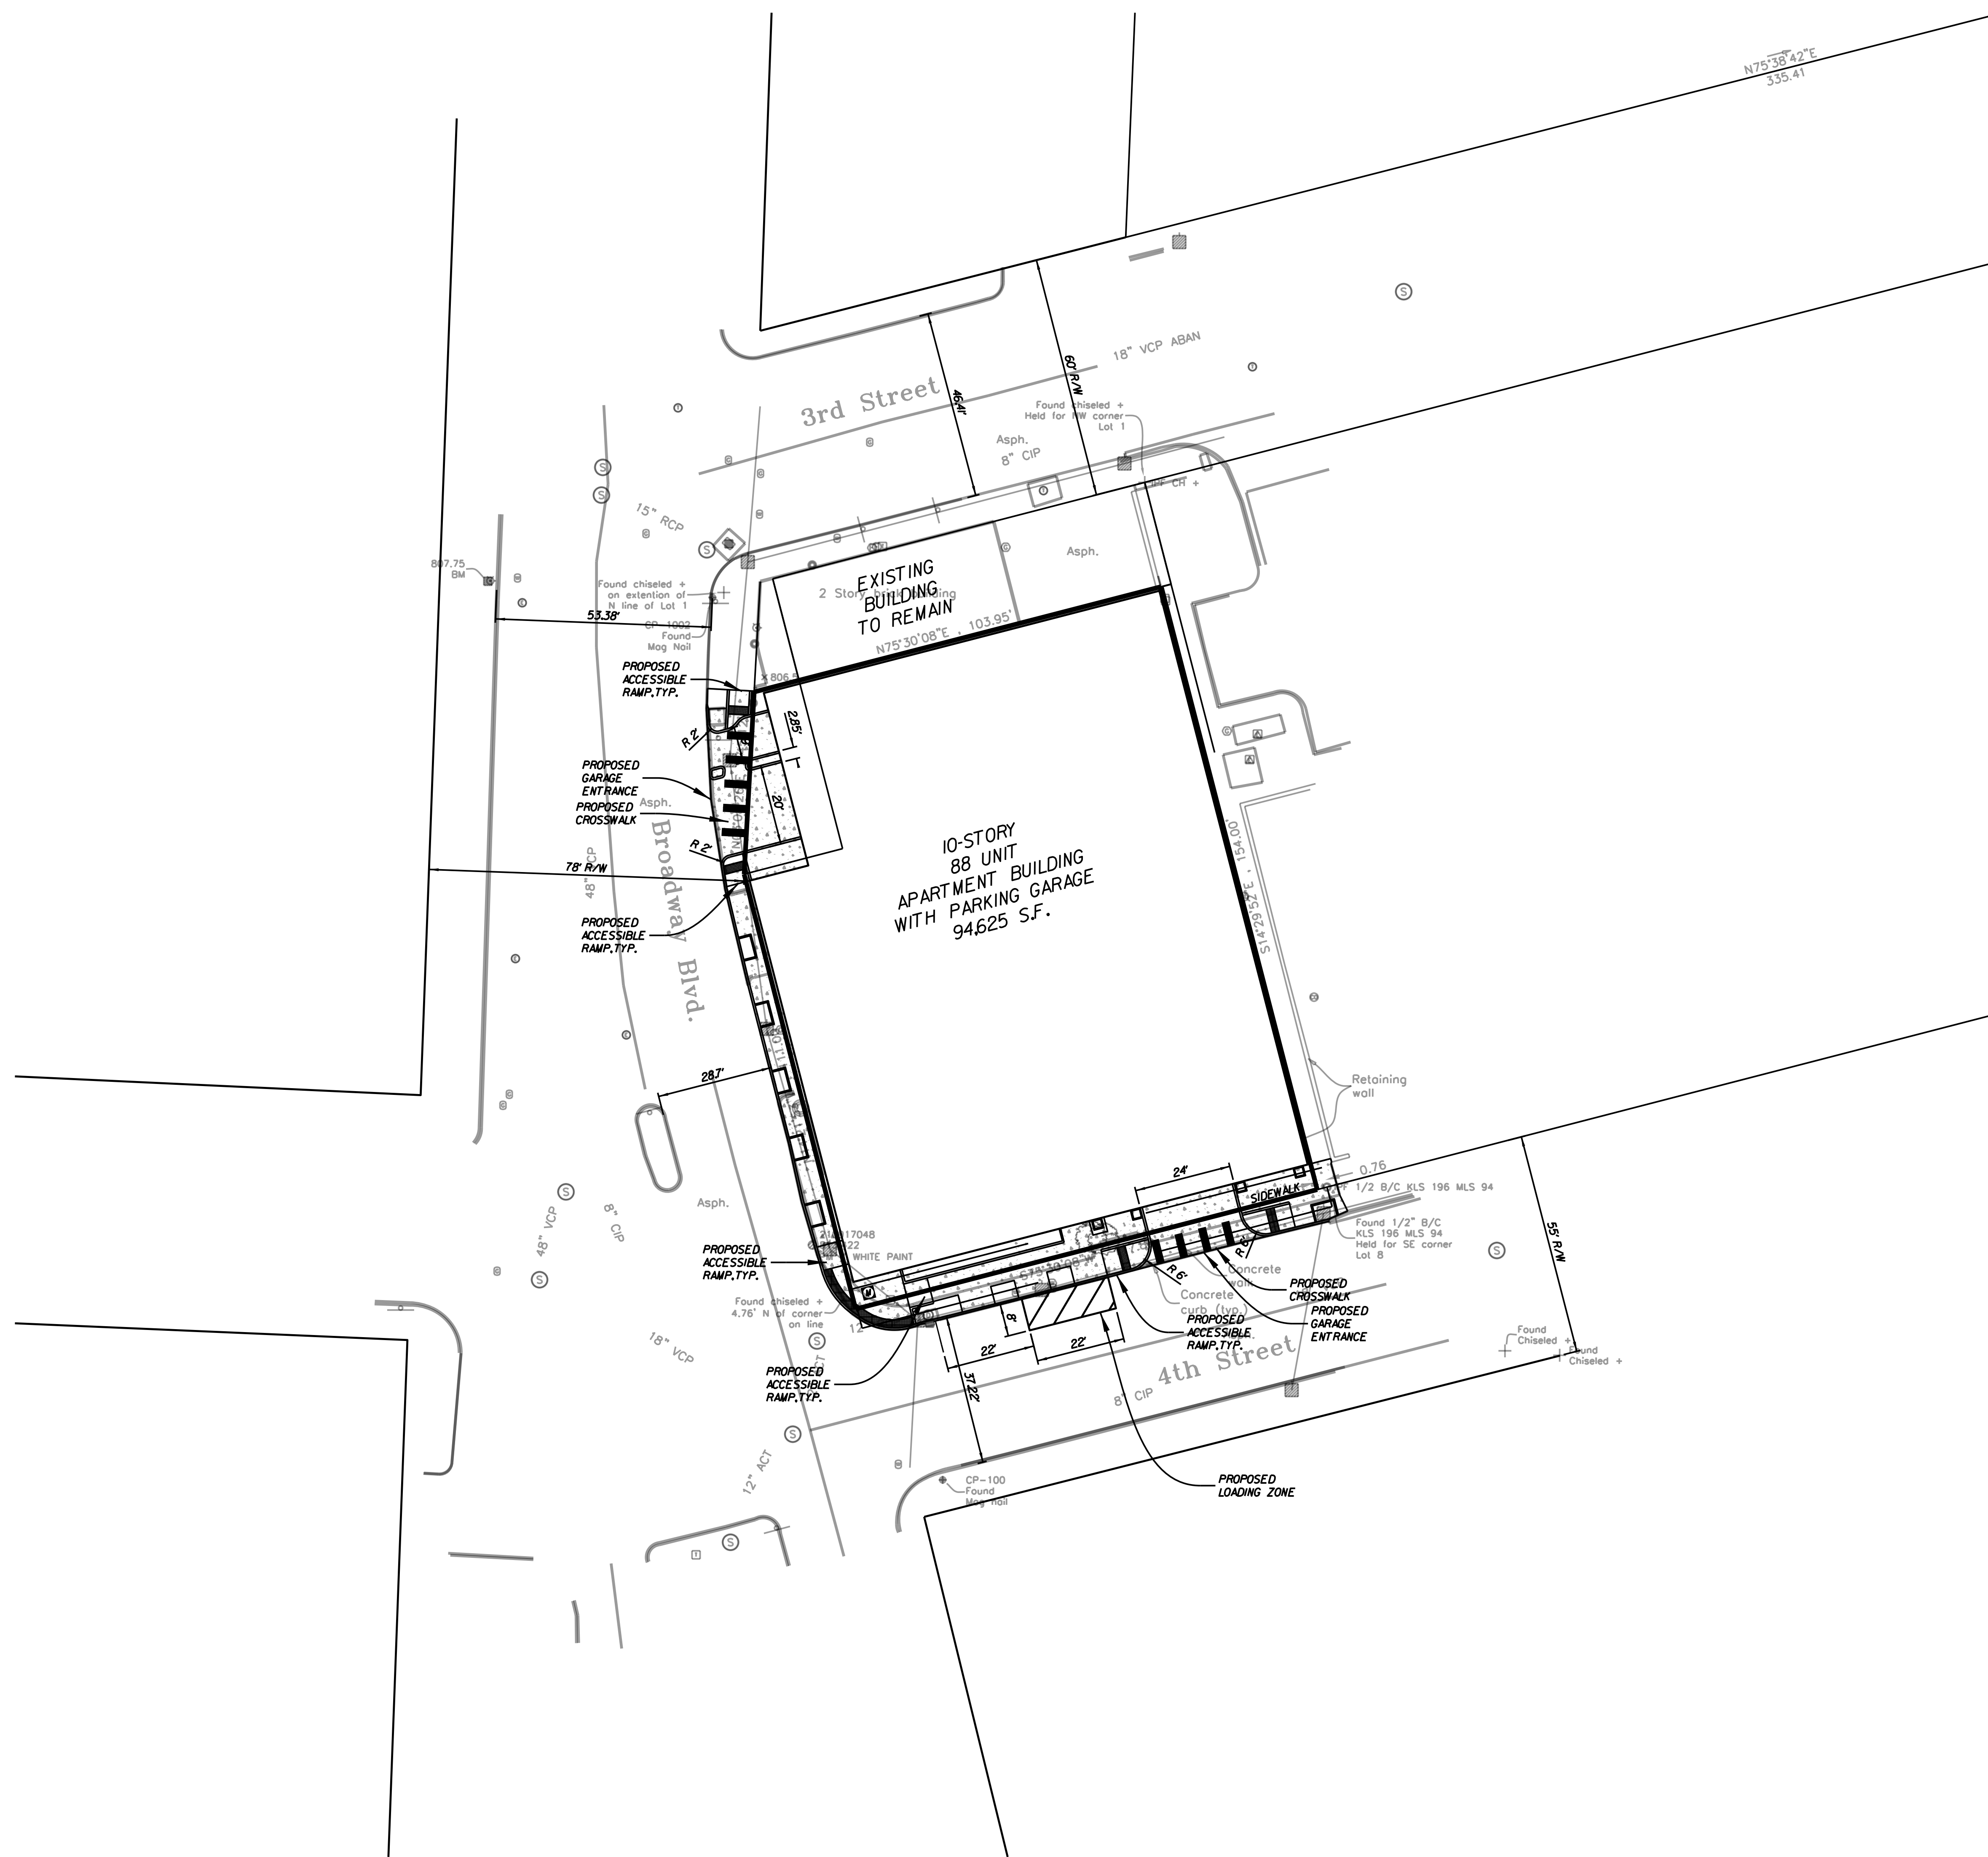 N75°38'42"E
335.41
18" VCP ABAN
3rd Street
46.41'
60' R/W
Found chiseled +
Held for NW corner
Lot 1
Asph.
8" CIP
15" RCP
Asph.
807.75
BM
Found chiseled +
on extention of
N line of Lot 1
53.38'
CP-1002
Found
Mag Nail
EXISTING
BUILDING
TO REMAIN
2 Story brick building
N75°30'08"E , 103.95'
PROPOSED
ACCESSIBLE
RAMP,TYP.
806
2.85'
R 2'
PROPOSED
GARAGE
ENTRANCE
Asph.
PROPOSED
CROSSWALK
20'
R 2'
78' R/W
48"
Broadway Blvd.
PROPOSED
ACCESSIBLE
RAMP,TYP.
10-STORY
88 UNIT
APARTMENT BUILDING
WITH PARKING GARAGE
94,625 S.F.
S14°29'52"E , 154.00'
28.7'
Retaining
wall
0.76
24'
SIDEWALK
1/2 B/C KLS 196 MLS 94
Found 1/2" B/C
KLS 196 MLS 94
Held for SE corner
Lot 8
55' R/W
Asph.
48" VCP
8" CIP
WHITE PAINT
PROPOSED
ACCESSIBLE
RAMP,TYP.
Found chiseled +
4.76' N of corner
on line
S75°30'08"W
R 6'
R 6'
Concrete
walk
Concrete
curb (typ.)
PROPOSED
CROSSWALK
PROPOSED
GARAGE
ENTRANCE
PROPOSED
ACCESSIBLE
RAMP,TYP.
8'
22'
22'
18" VCP
37.22'
4th Street
8" CIP
Found
Chiseled +
Found
Chiseled +
PROPOSED
ACCESSIBLE
RAMP,TYP.
12" ACT
CP-100
Found
Mag nail
PROPOSED
LOADING ZONE